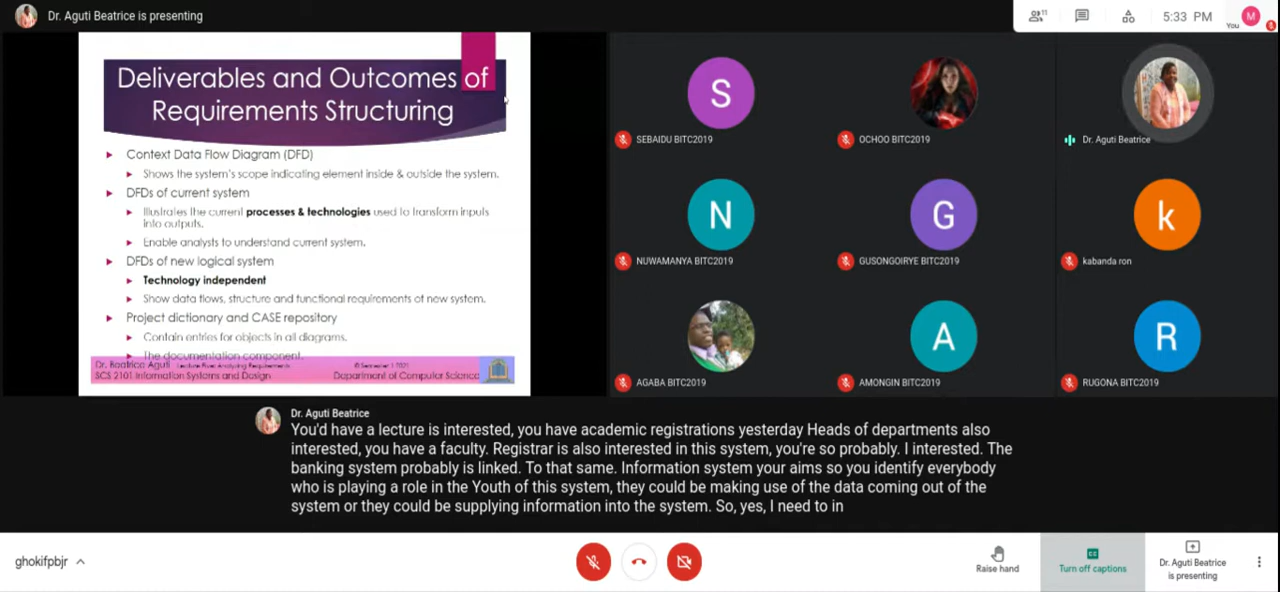 Dr. Aguti Beatrice is presenting
11
5:33 PM
You
M
Deliverables and Outcomes of
Requirements Structuring
Context Data Flow Diagram (DFD)
Shows the system's scope indicating element inside & outside the system.
DFDs of current system
Illustrates the current processes & technologies used to transform inputs
into outputs.
Enable analysts to understand current system.
DFDs of new logical system
Technology independent
Show data flows, structure and functional requirements of new system.
Project dictionary and CASE repository
Contain entries for objects in all diagrams.
The documentation component.
Dr. Beatrice Aguti Lecture Five: Analyzing Requirements © Semester I 2021
SCS 2101 Information Systems and Design Department of Computer Science
S
SEBAIDU BITC2019
OCHOO BITC2019
Dr. Aguti Beatrice
N
NUWAMANYA BITC2019
G
GUSONGOIRYE BITC2019
k
kabanda ron
AGABA BITC2019
A
AMONGIN BITC2019
R
RUGONA BITC2019
Dr. Aguti Beatrice
You'd have a lecture is interested, you have academic registrations yesterday Heads of departments also
interested, you have a faculty. Registrar is also interested in this system, you're so probably. I interested. The
banking system probably is linked. To that same. Information system your aims so you identify everybody
who is playing a role in the Youth of this system, they could be making use of the data coming out of the
system or they could be supplying information into the system. So, yes, I need to in
ghokifpbjr
Raise hand
CC
Turn off captions
Dr. Aguti Beatrice
is presenting